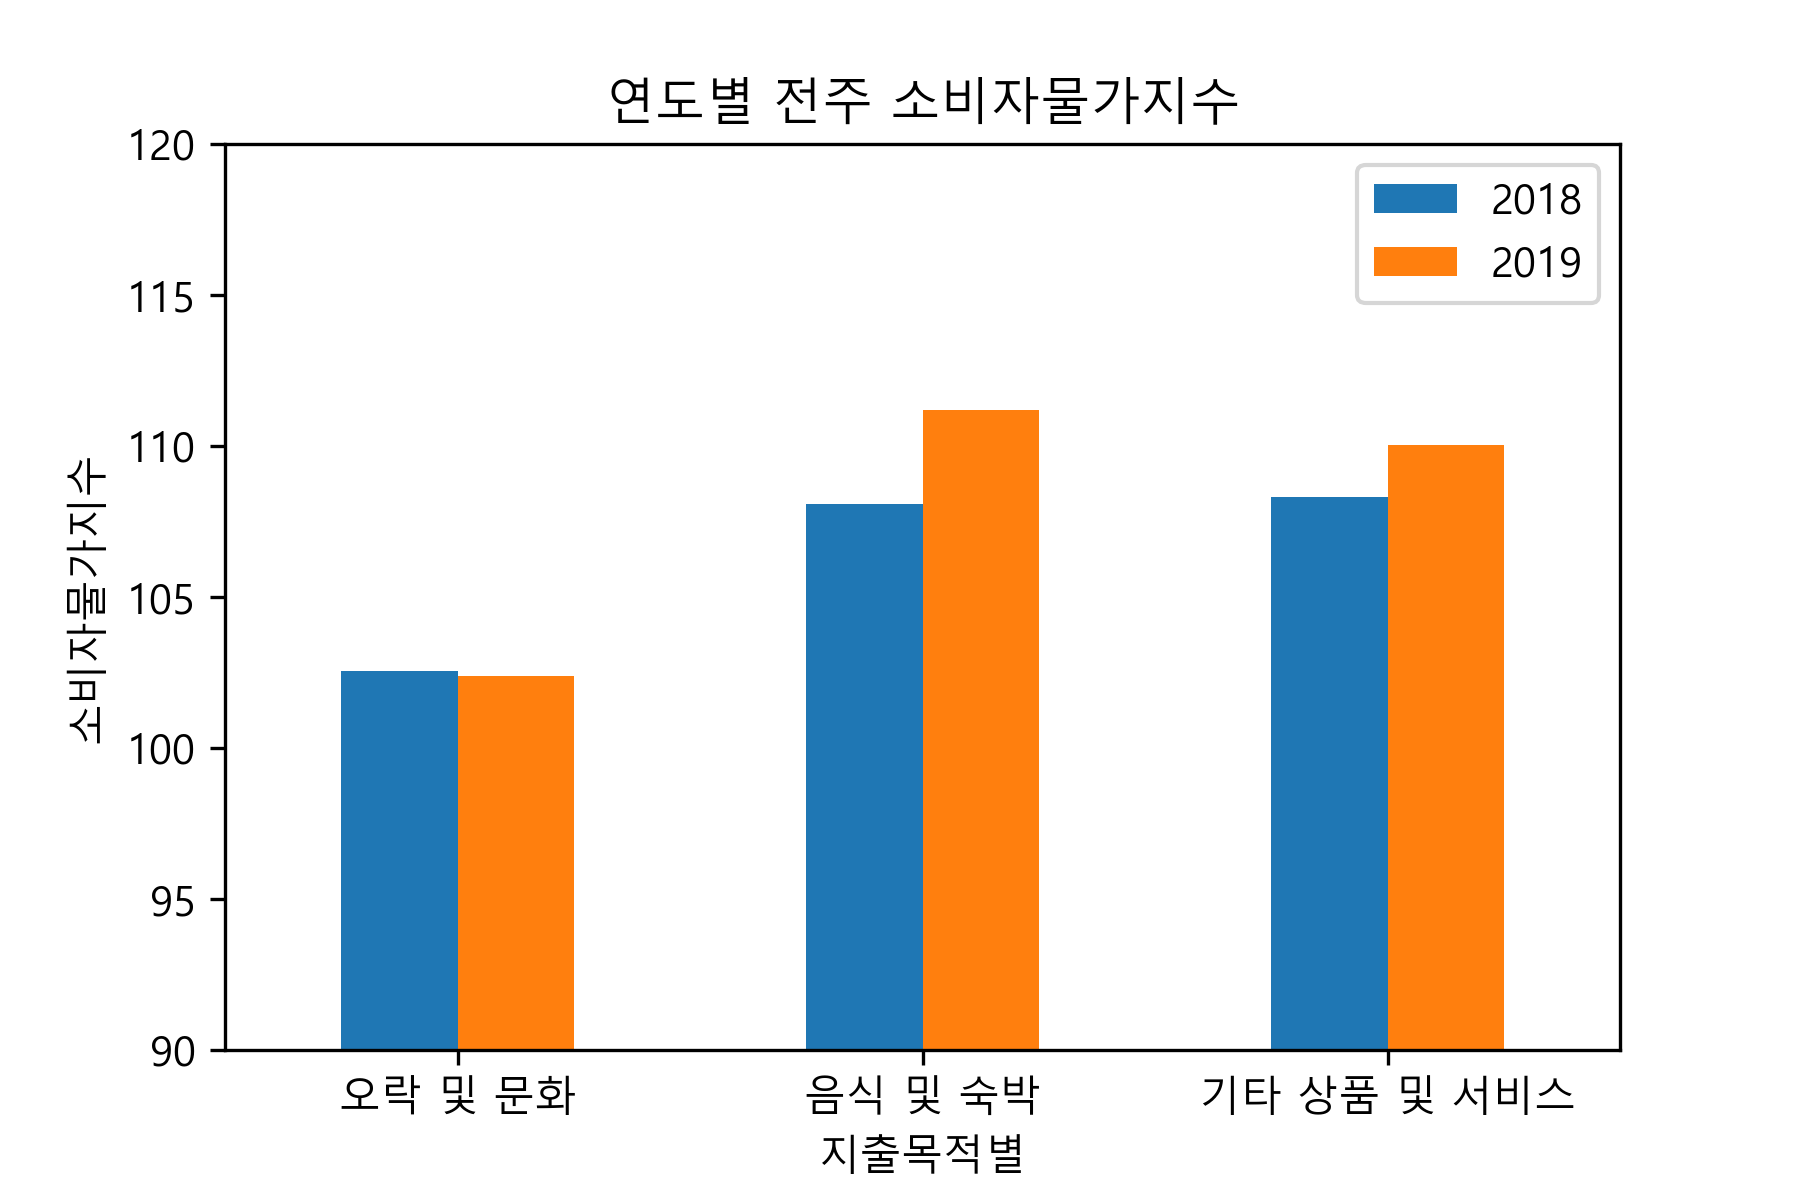 연도별 전주 소비자물가지수
120
115
110
105
100
95
90
소비자물가지수
2018
2019
오락 및 문화
음식 및 숙박
기타 상품 및 서비스
지출목적별